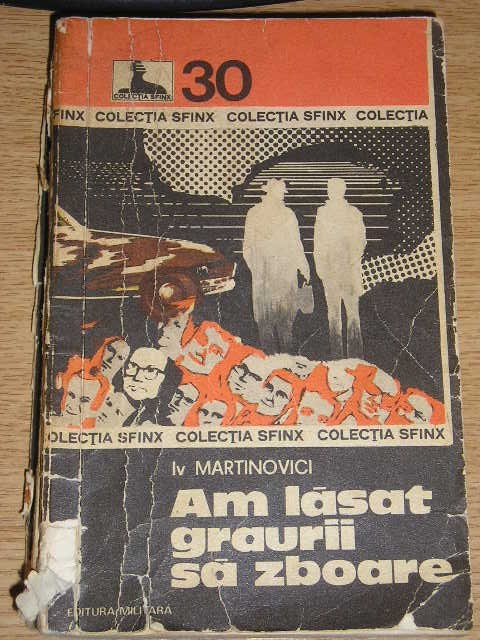 COLECȚIA SFINX
30
FINX COLECȚIA SFINX COLECȚIA SFINX COLECȚIA
OLECȚIA SFINX COLECȚIA SFINX COLECȚIA SFINX
Iv MARTINOVICI
Am lăsat
graurii
să zboare
EDITURA MILITARĂ